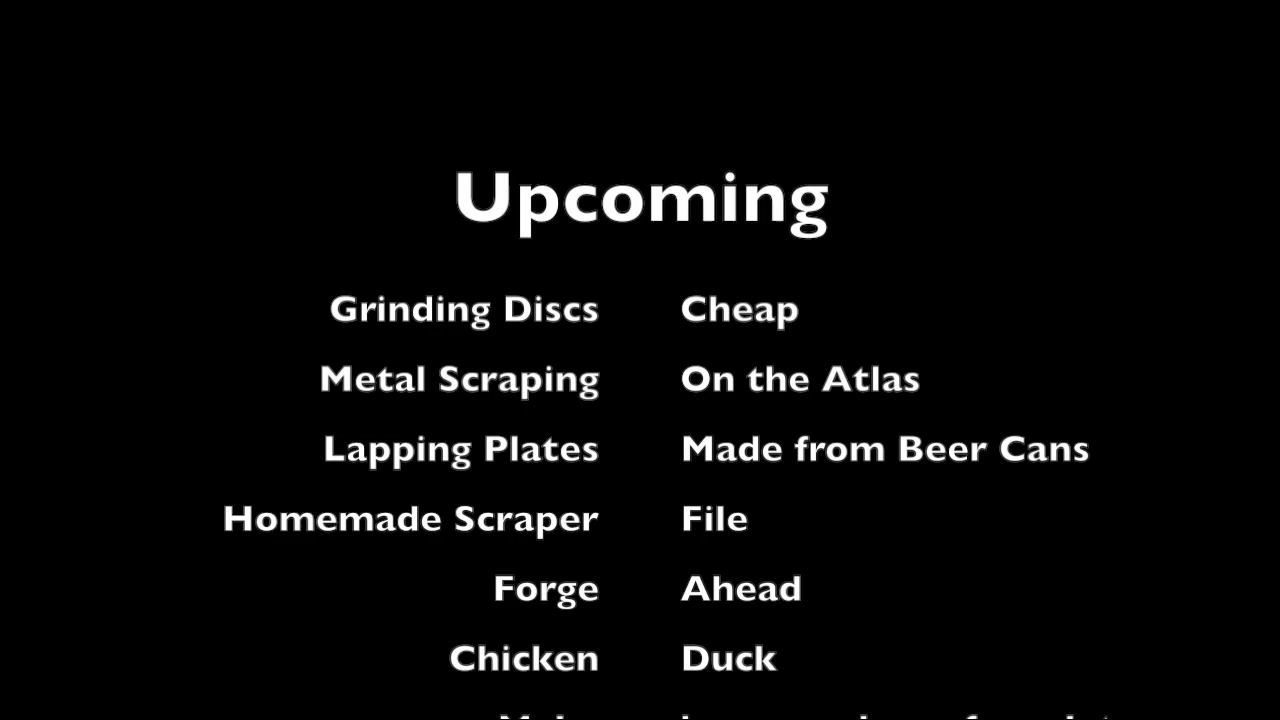 Upcoming
Grinding Discs Cheap
Metal Scraping On the Atlas
Lapping Plates Made from Beer Cans
Homemade Scraper File
Forge Ahead
Chicken Duck